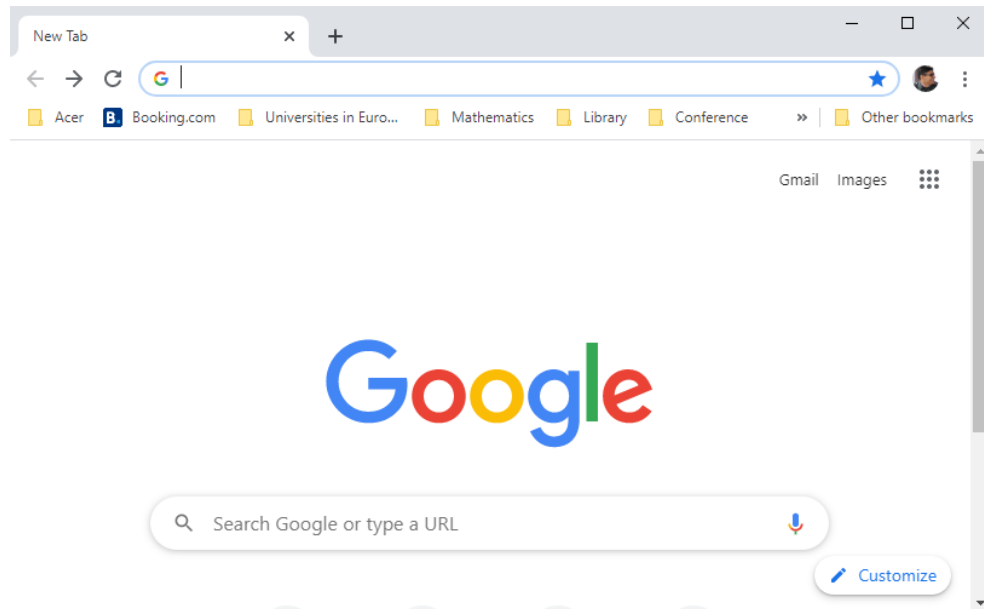 New Tab
Acer B. Booking.com Universities in Euro... Mathematics Library Conference » Other bookmarks
Gmail Images
Google
Search Google or type a URL
Customize